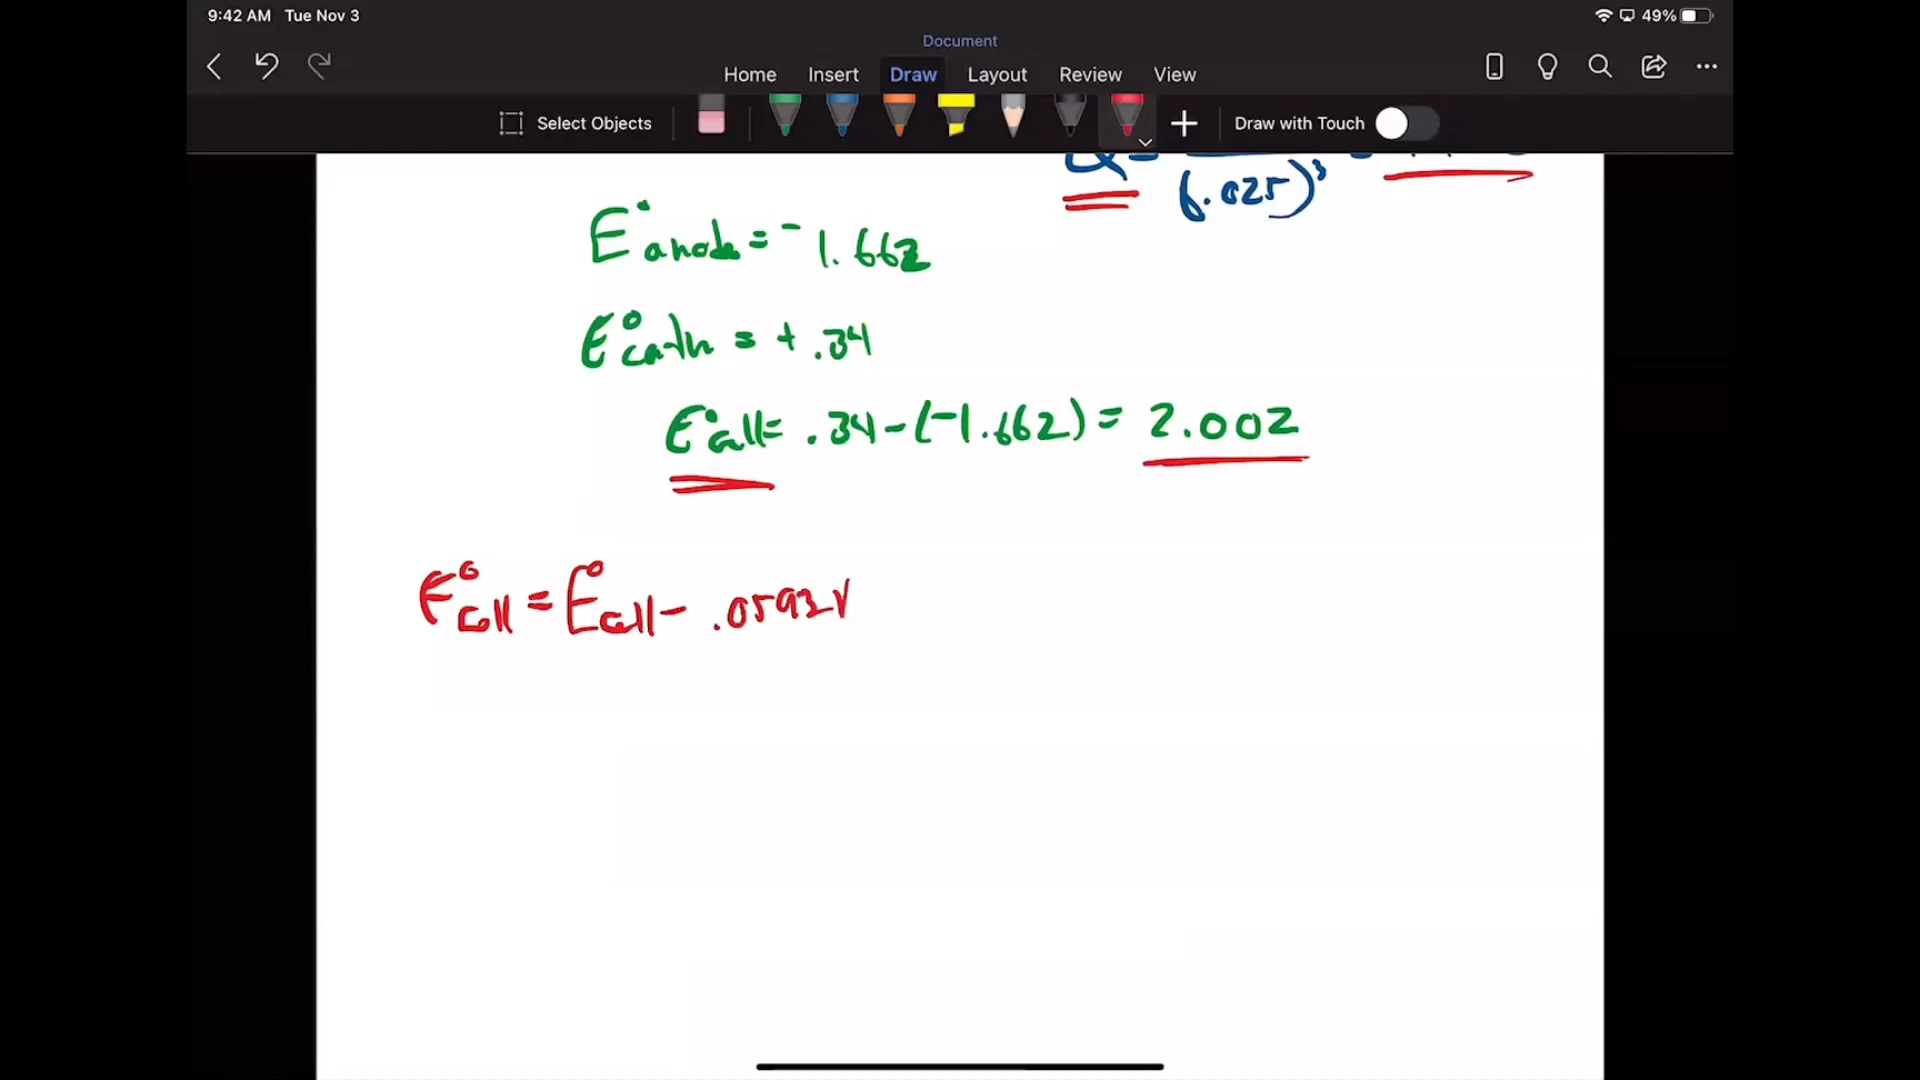 9:42 AM Tue Nov 3
49%
Document
Home Insert Draw Layout Review View
Select Objects
Draw with Touch
Q =
(.025)³
E° anode = -1.662
E° cath = + .34
E° cell = .34 - (-1.662) = 2.002
E° cell = E° cell - .0592V